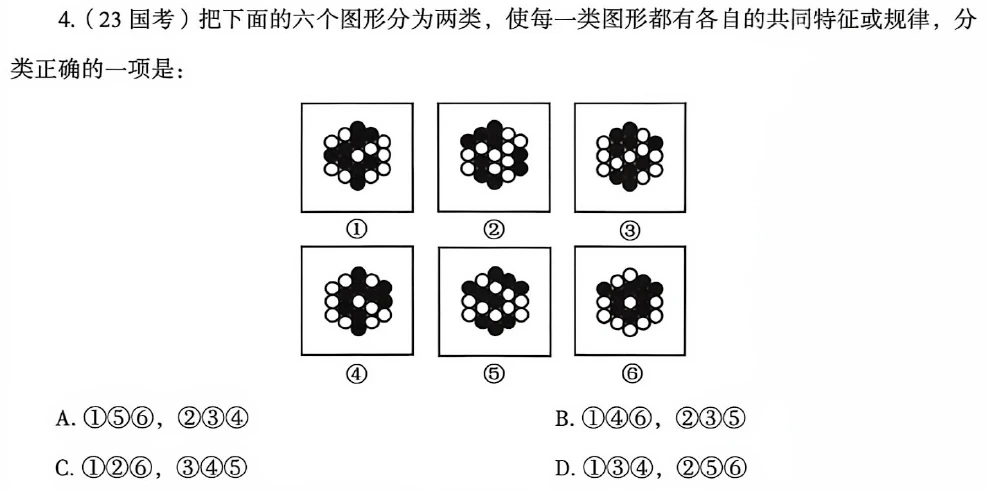 4.（23 国考）把下面的六个图形分为两类，使每一类图形都有各自的共同特征或规律，分
类正确的一项是：
① ② ③
④ ⑤ ⑥
A. ①⑤⑥，②③④ B. ①④⑥，②③⑤
C. ①②⑥，③④⑤ D. ①③④，②⑤⑥